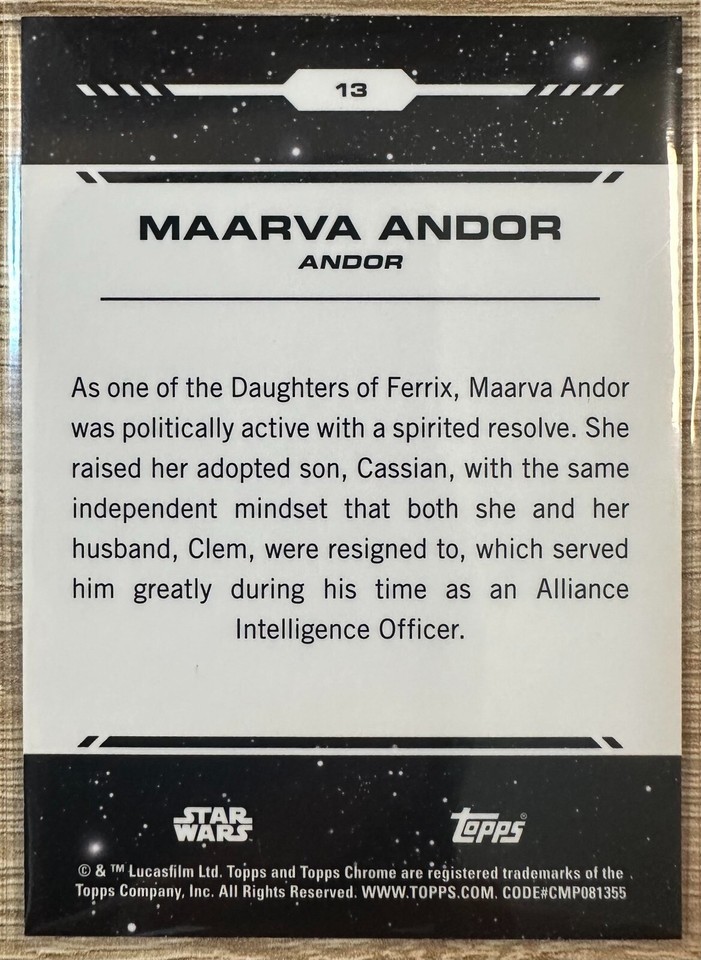 13
MAARVA ANDOR
ANDOR
As one of the Daughters of Ferrix, Maarva Andor
was politically active with a spirited resolve. She
raised her adopted son, Cassian, with the same
independent mindset that both she and her
husband, Clem, were resigned to, which served
him greatly during his time as an Alliance
Intelligence Officer.
STAR WARS
topps®
© & ™ Lucasfilm Ltd. Topps and Topps Chrome are registered trademarks of the
Topps Company, Inc. All Rights Reserved. WWW.TOPPS.COM. CODE#CMP081355